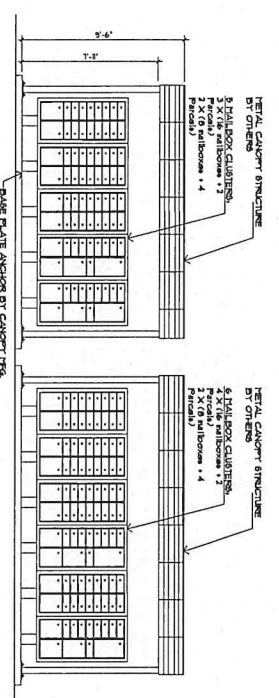 9'-6"
7'-11"
METAL CANOPY STRUCTURE
BY OTHERS
5 MAILBOX CLUSTERS,
3 X (16 mailboxes + 2
Parcels)
2 X (8 mailboxes + 4
Parcels)
BASE PLATE ANCHOR BY CANOPY MFG.
METAL CANOPY STRUCTURE
BY OTHERS
6 MAILBOX CLUSTERS,
4 X (16 mailboxes + 2
Parcels)
2 X (8 mailboxes + 4
Parcels)